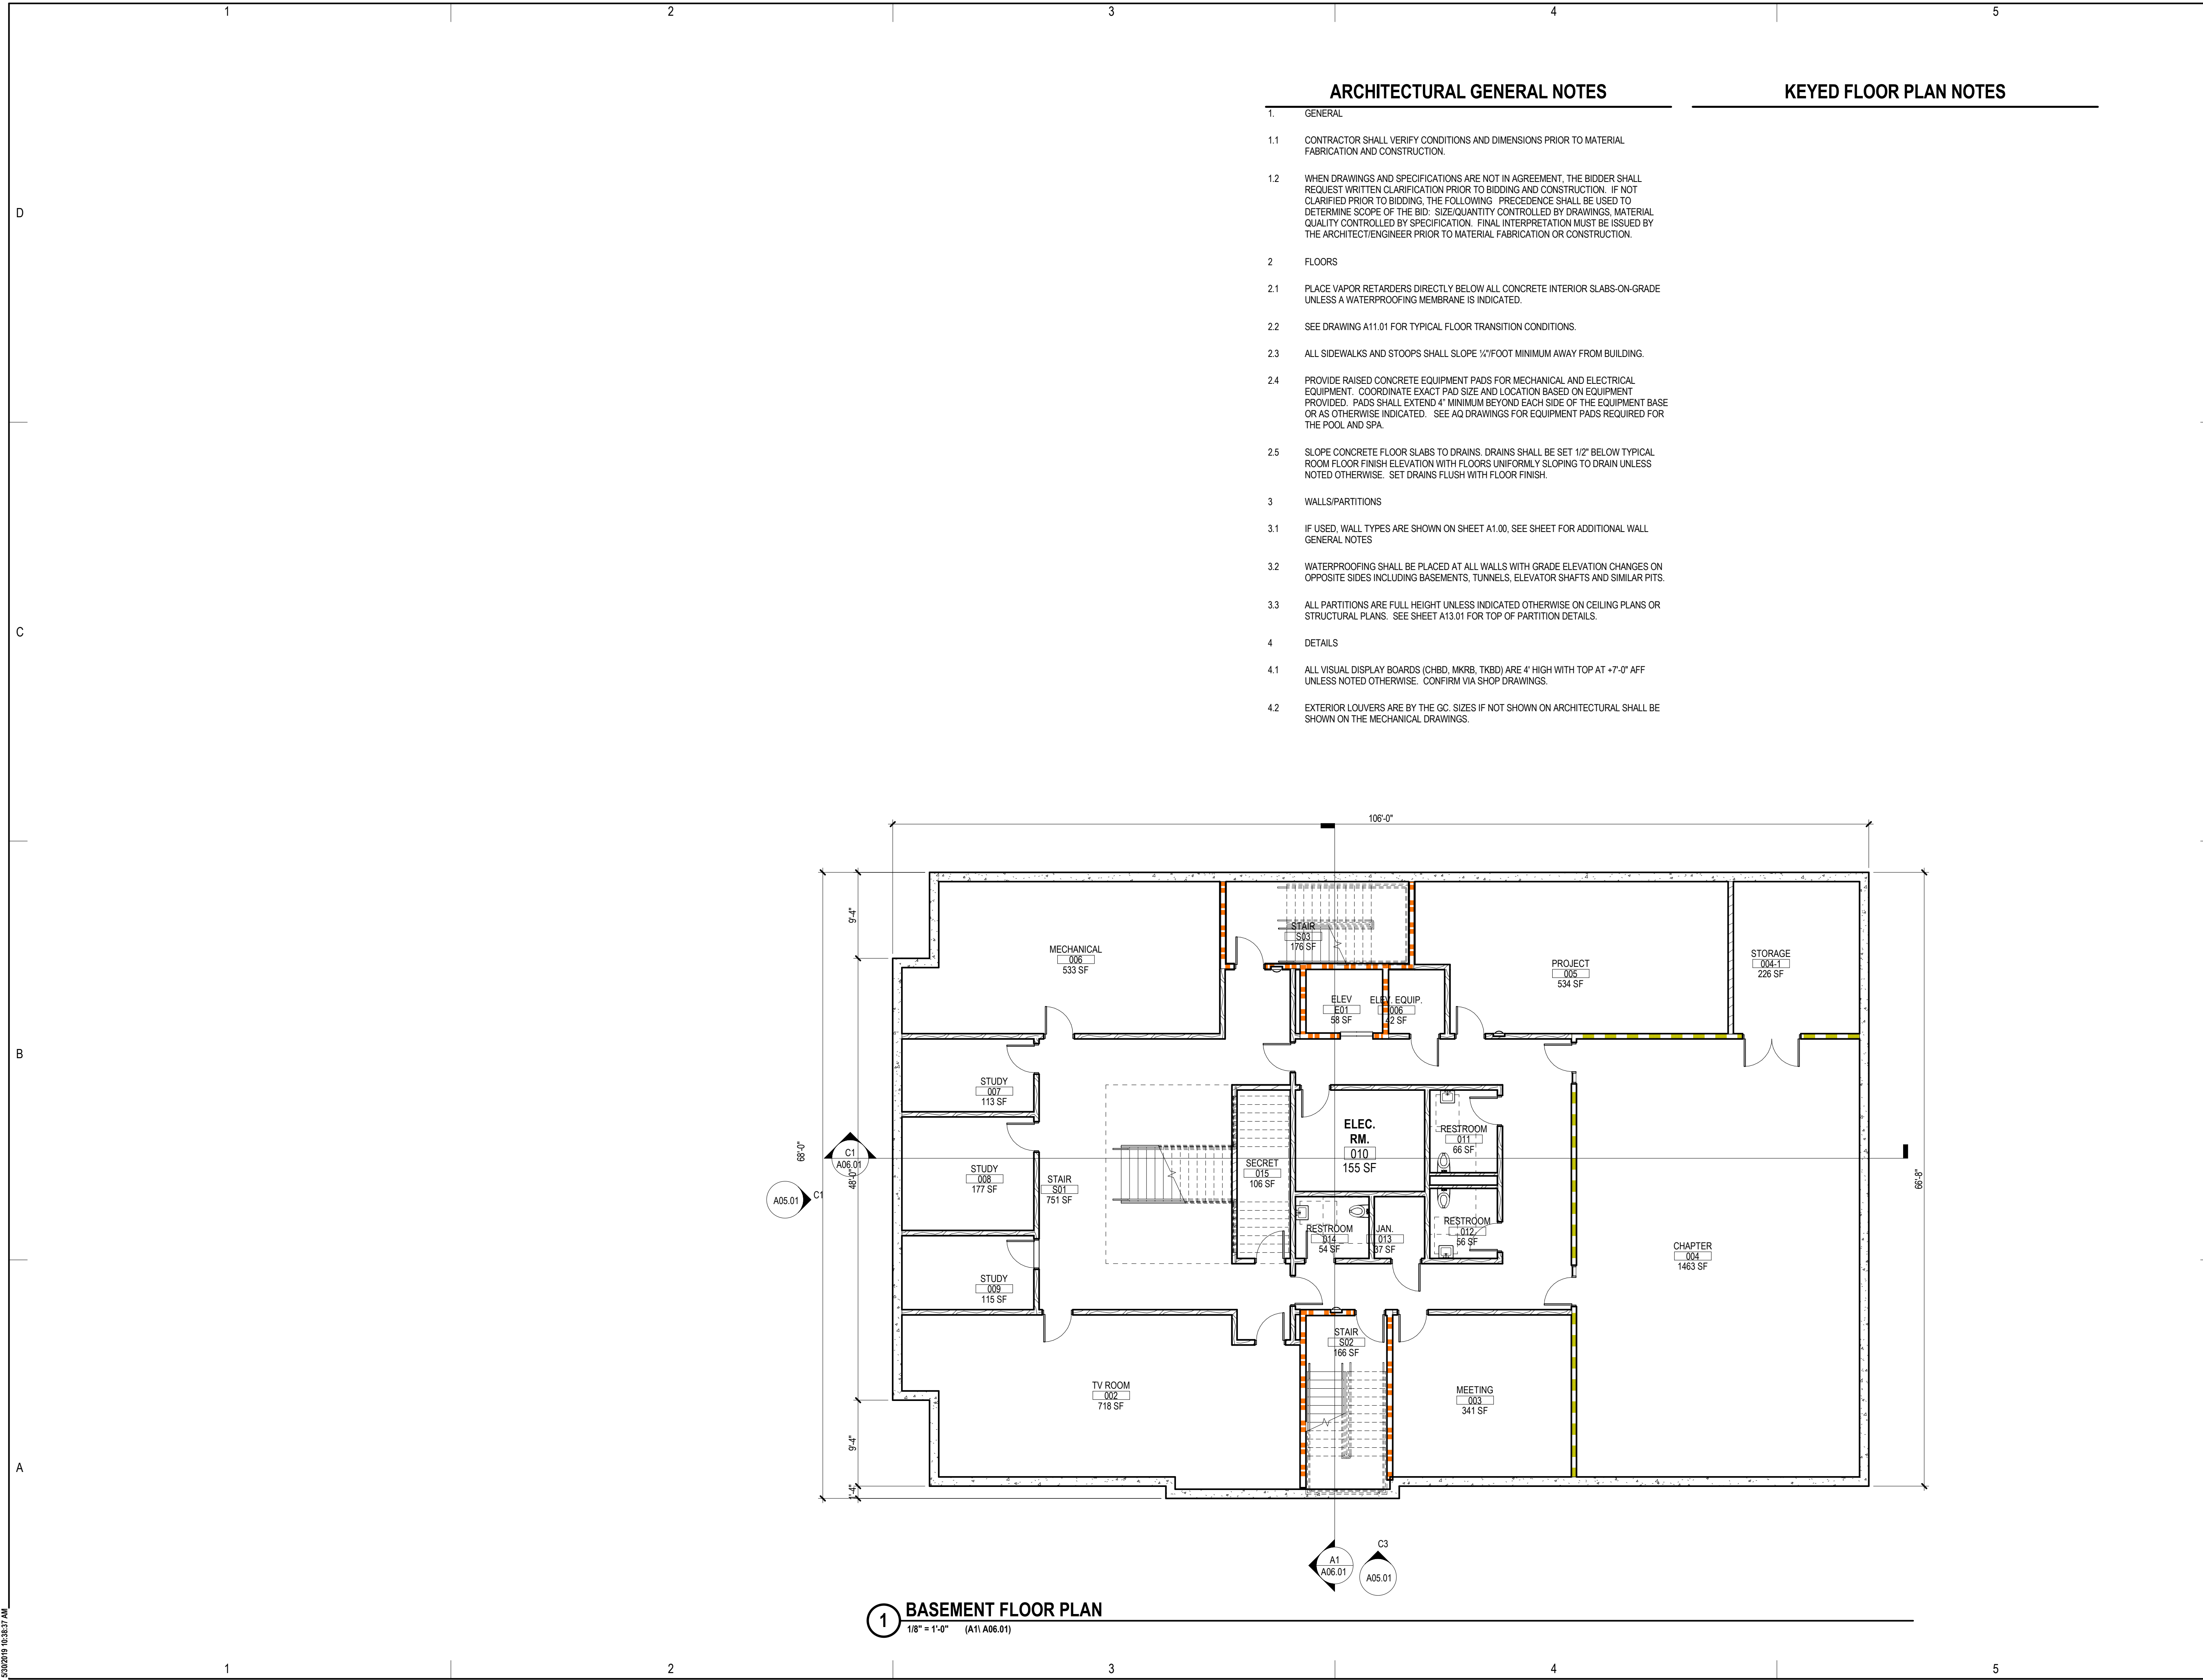 1 2 3 4 5
ARCHITECTURAL GENERAL NOTES
KEYED FLOOR PLAN NOTES
1. GENERAL
1.1 CONTRACTOR SHALL VERIFY CONDITIONS AND DIMENSIONS PRIOR TO MATERIAL
FABRICATION AND CONSTRUCTION.
1.2 WHEN DRAWINGS AND SPECIFICATIONS ARE NOT IN AGREEMENT, THE BIDDER SHALL
REQUEST WRITTEN CLARIFICATION PRIOR TO BIDDING AND CONSTRUCTION. IF NOT
CLARIFIED PRIOR TO BIDDING, THE FOLLOWING PRECEDENCE SHALL BE USED TO
DETERMINE SCOPE OF THE BID: SIZE/QUANTITY CONTROLLED BY DRAWINGS, MATERIAL
QUALITY CONTROLLED BY SPECIFICATION. FINAL INTERPRETATION MUST BE ISSUED BY
THE ARCHITECT/ENGINEER PRIOR TO MATERIAL FABRICATION OR CONSTRUCTION.
2 FLOORS
2.1 PLACE VAPOR RETARDERS DIRECTLY BELOW ALL CONCRETE INTERIOR SLABS-ON-GRADE
UNLESS A WATERPROOFING MEMBRANE IS INDICATED.
2.2 SEE DRAWING A11.01 FOR TYPICAL FLOOR TRANSITION CONDITIONS.
2.3 ALL SIDEWALKS AND STOOPS SHALL SLOPE ¼"/FOOT MINIMUM AWAY FROM BUILDING.
2.4 PROVIDE RAISED CONCRETE EQUIPMENT PADS FOR MECHANICAL AND ELECTRICAL
EQUIPMENT. COORDINATE EXACT PAD SIZE AND LOCATION BASED ON EQUIPMENT
PROVIDED. PADS SHALL EXTEND 4" MINIMUM BEYOND EACH SIDE OF THE EQUIPMENT BASE
OR AS OTHERWISE INDICATED. SEE AQ DRAWINGS FOR EQUIPMENT PADS REQUIRED FOR
THE POOL AND SPA.
2.5 SLOPE CONCRETE FLOOR SLABS TO DRAINS. DRAINS SHALL BE SET 1/2" BELOW TYPICAL
ROOM FLOOR FINISH ELEVATION WITH FLOORS UNIFORMLY SLOPING TO DRAIN UNLESS
NOTED OTHERWISE. SET DRAINS FLUSH WITH FLOOR FINISH.
3 WALLS/PARTITIONS
3.1 IF USED, WALL TYPES ARE SHOWN ON SHEET A1.00, SEE SHEET FOR ADDITIONAL WALL
GENERAL NOTES
3.2 WATERPROOFING SHALL BE PLACED AT ALL WALLS WITH GRADE ELEVATION CHANGES ON
OPPOSITE SIDES INCLUDING BASEMENTS, TUNNELS, ELEVATOR SHAFTS AND SIMILAR PITS.
3.3 ALL PARTITIONS ARE FULL HEIGHT UNLESS INDICATED OTHERWISE ON CEILING PLANS OR
STRUCTURAL PLANS. SEE SHEET A13.01 FOR TOP OF PARTITION DETAILS.
4 DETAILS
4.1 ALL VISUAL DISPLAY BOARDS (CHBD, MKRB, TKBD) ARE 4' HIGH WITH TOP AT +7'-0" AFF
UNLESS NOTED OTHERWISE. CONFIRM VIA SHOP DRAWINGS.
4.2 EXTERIOR LOUVERS ARE BY THE GC. SIZES IF NOT SHOWN ON ARCHITECTURAL SHALL BE
SHOWN ON THE MECHANICAL DRAWINGS.
D
C
B
A
106'-0"
9'-4"
68'-0"
48'-0"
9'-4"
1'-4"
66'-8"
MECHANICAL
006
533 SF
STAIR
S03
176 SF
PROJECT
005
534 SF
STORAGE
004-1
226 SF
ELEV
E01
58 SF
ELEV. EQUIP.
006
42 SF
STUDY
007
113 SF
STUDY
008
177 SF
STUDY
009
115 SF
STAIR
S01
751 SF
SECRET
015
106 SF
ELEC.
RM.
010
155 SF
RESTROOM
011
66 SF
RESTROOM
012
56 SF
RESTROOM
014
54 SF
JAN.
013
37 SF
CHAPTER
004
1463 SF
STAIR
S02
166 SF
TV ROOM
002
718 SF
MEETING
003
341 SF
C1
A06.01
A05.01
C1
A1
A06.01
C3
A05.01
1
BASEMENT FLOOR PLAN
1/8" = 1'-0" (A1\ A06.01)
5/30/2019 10:38:37 AM
1 2 3 4 5